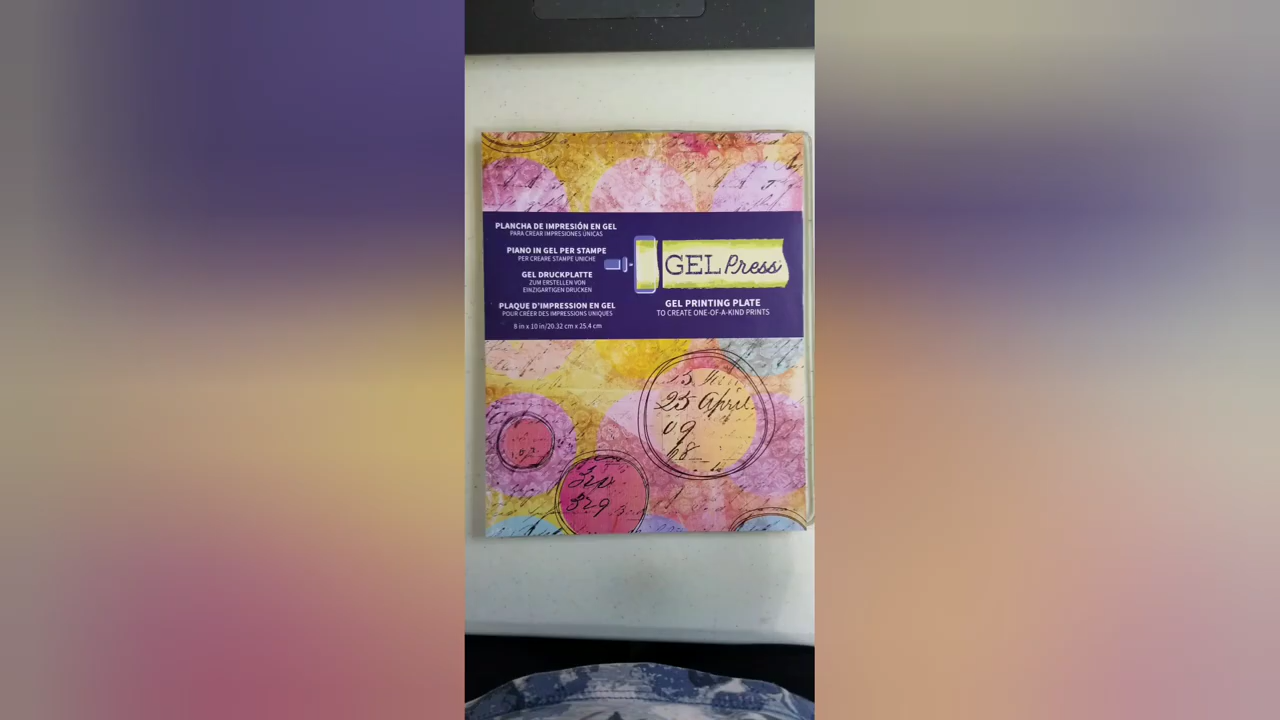 PLANCHA DE IMPRESIÓN EN GEL
PARA CREAR IMPRESIONES ÚNICAS
PIANO IN GEL PER STAMPE
PER CREARE STAMPE UNICHE
GEL DRUCKPLATTE
ZUM ERSTELLEN VON
EINZIGARTIGEN DRUCKEN
PLAQUE D'IMPRESSION EN GEL
POUR CRÉER DES IMPRESSIONS UNIQUES
8 in x 10 in/20.32 cm x 25.4 cm
GEL Press
GEL PRINTING PLATE
TO CREATE ONE-OF-A-KIND PRINTS
25 April
09
68
329